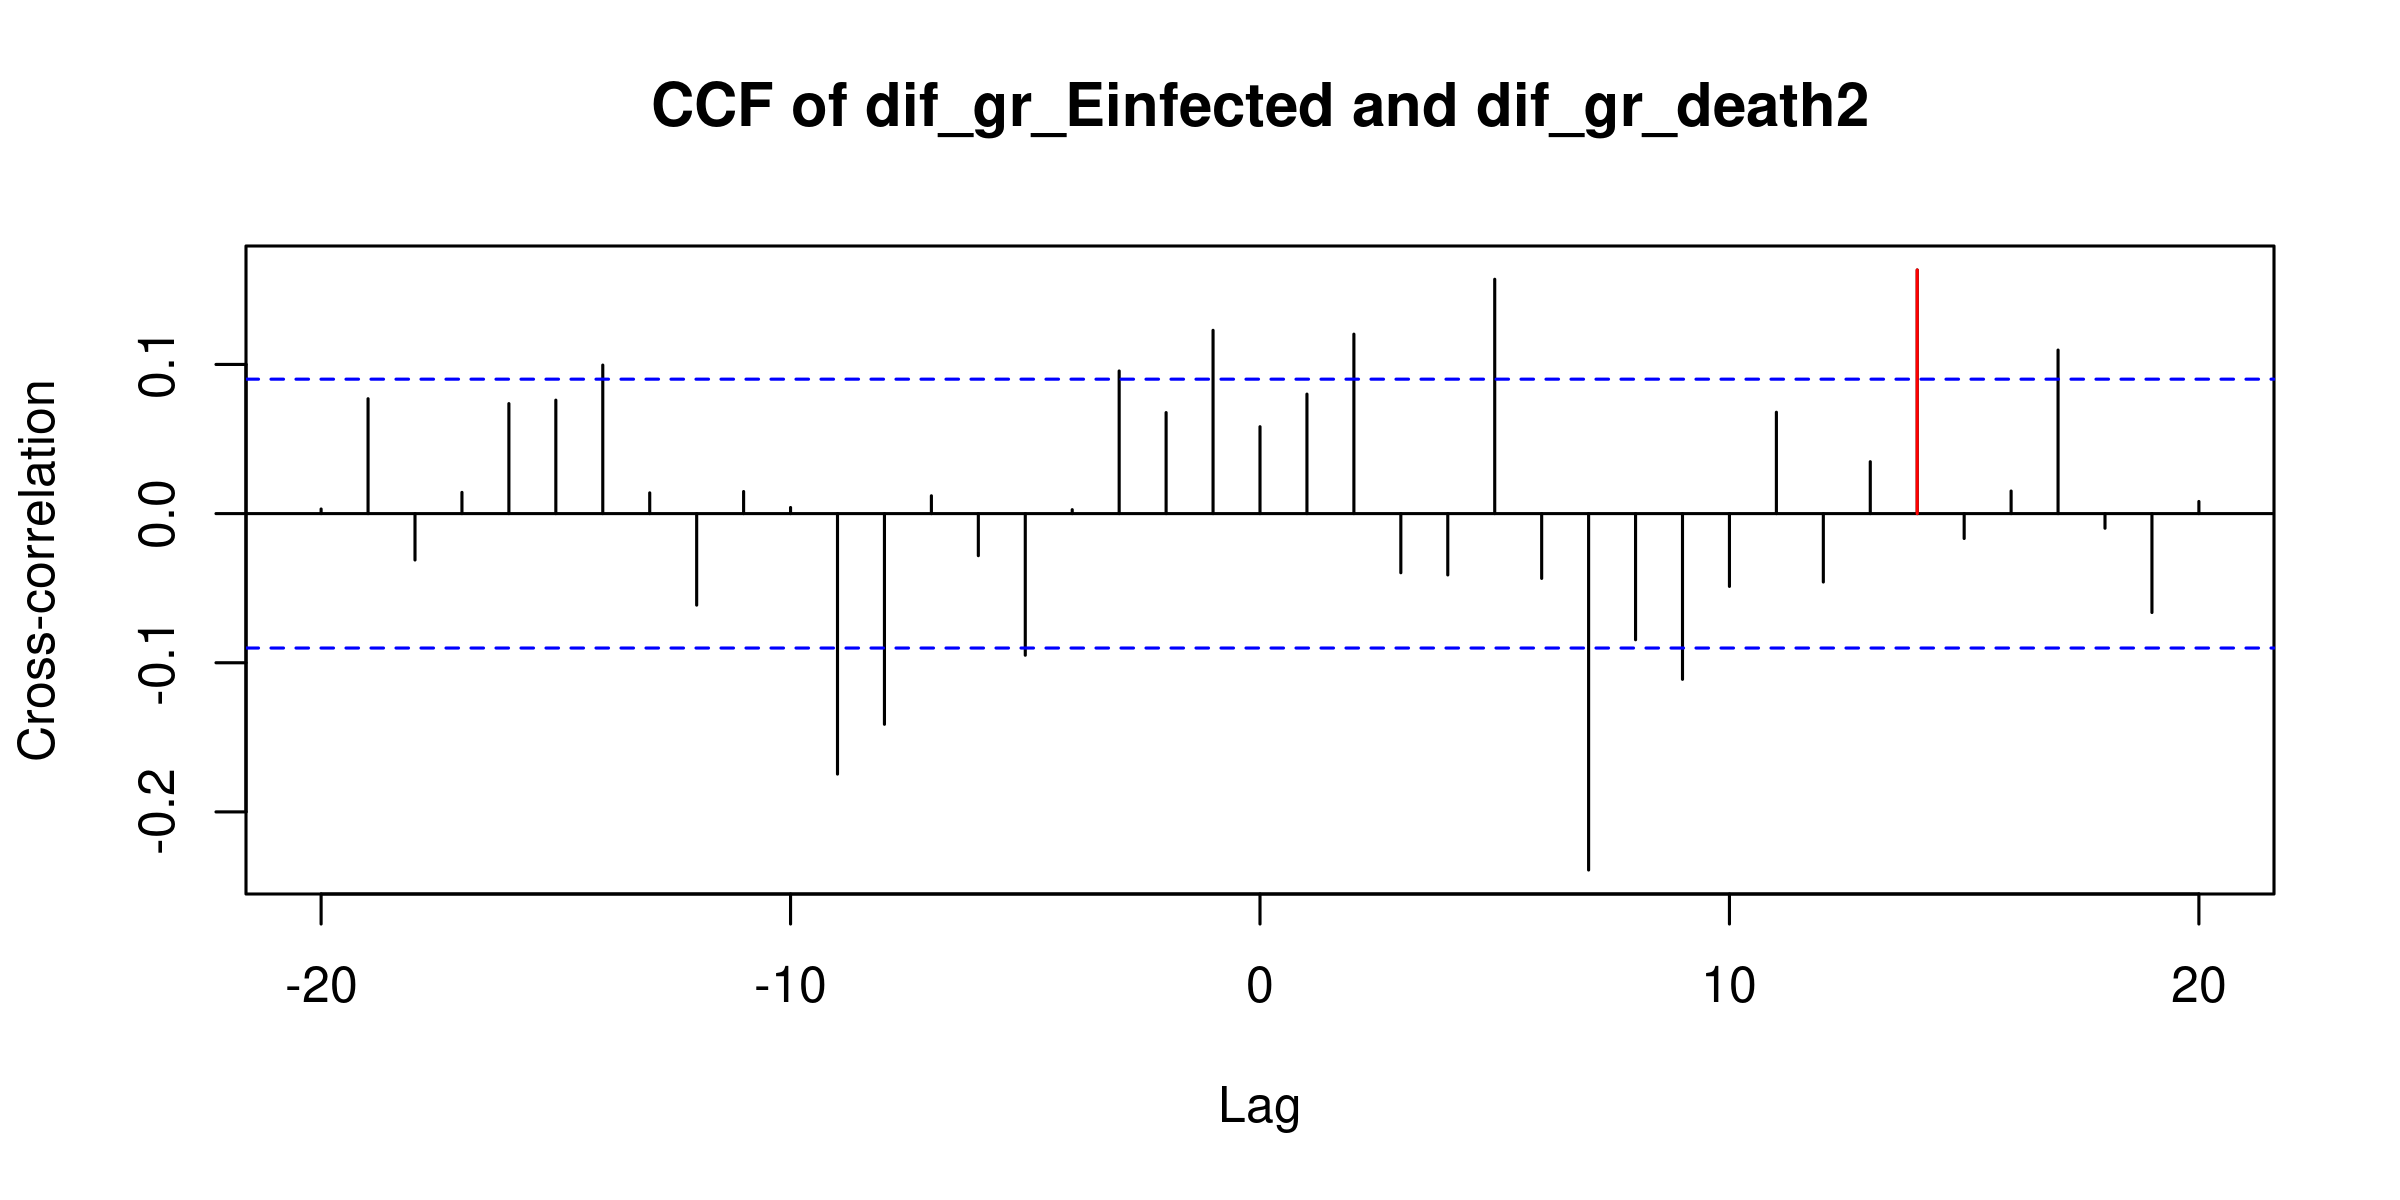 CCF of dif_gr_Einfected and dif_gr_death2
Cross-correlation
0.1
0.0
-0.1
-0.2
-20 -10 0 10 20
Lag